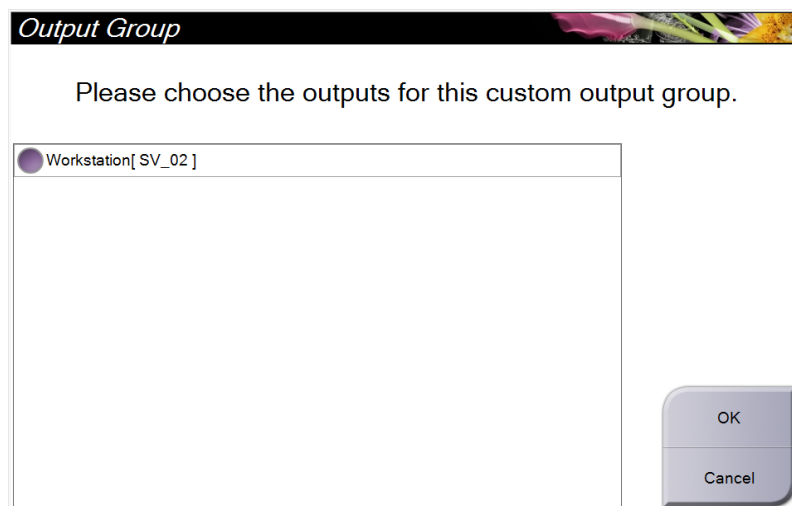 Output Group
Please choose the outputs for this custom output group.
Workstation[ SV_02 ]
OK
Cancel